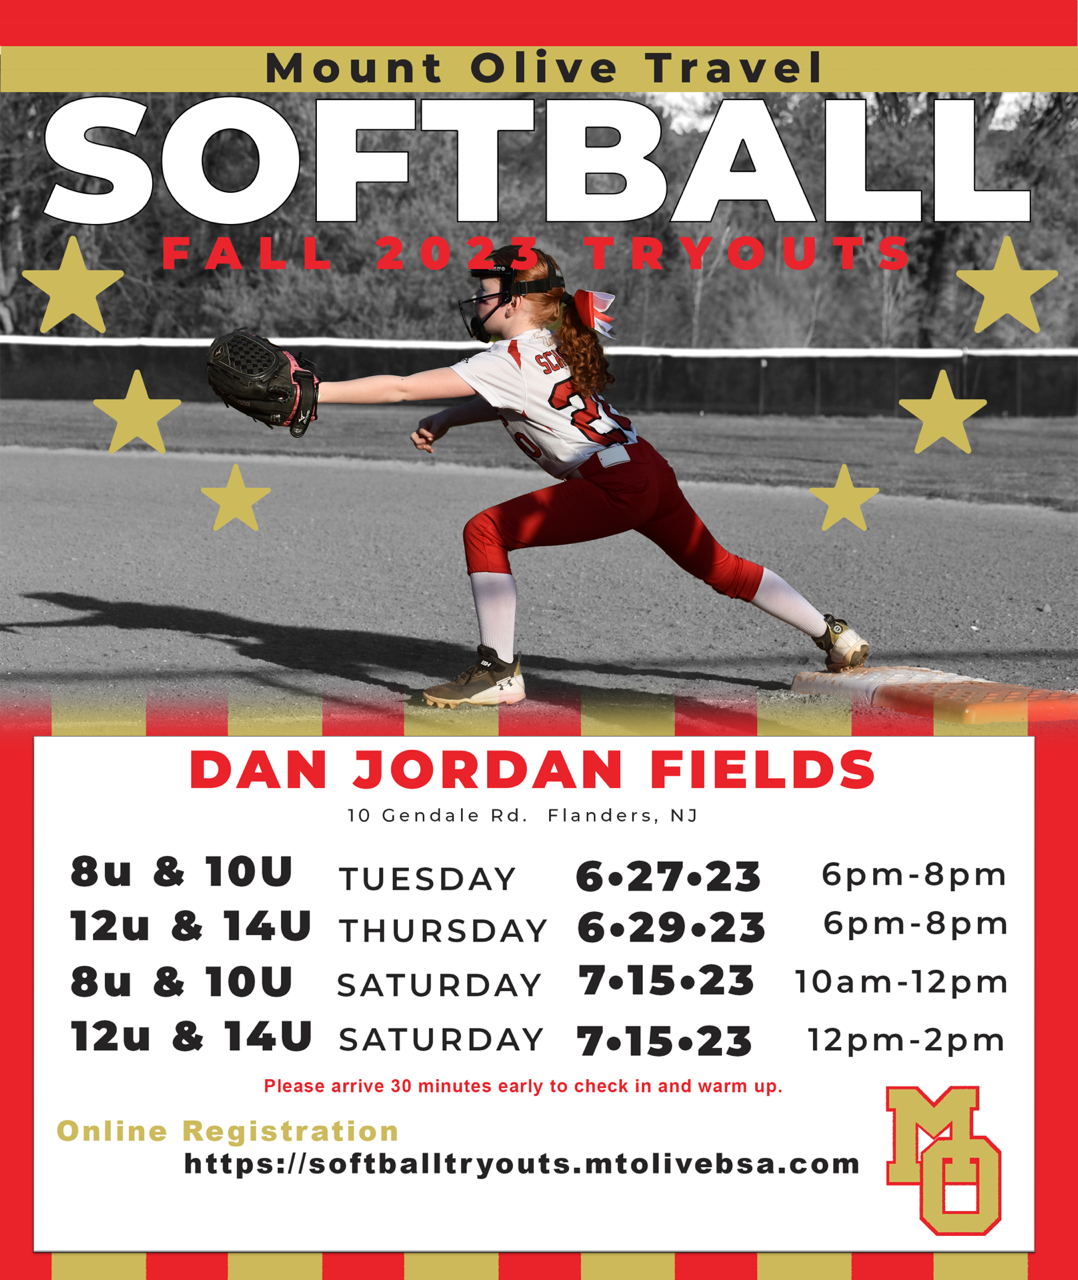 Mount Olive Travel
SOFTBALL
FALL 2023 TRYOUTS
DAN JORDAN FIELDS
10 Gendale Rd. Flanders, NJ
8u & 10U TUESDAY 6•27•23 6pm-8pm
12u & 14U THURSDAY 6•29•23 6pm-8pm
8u & 10U SATURDAY 7•15•23 10am-12pm
12u & 14U SATURDAY 7•15•23 12pm-2pm
Please arrive 30 minutes early to check in and warm up.
Online Registration
https://softballtryouts.mtolivebsa.com
MO